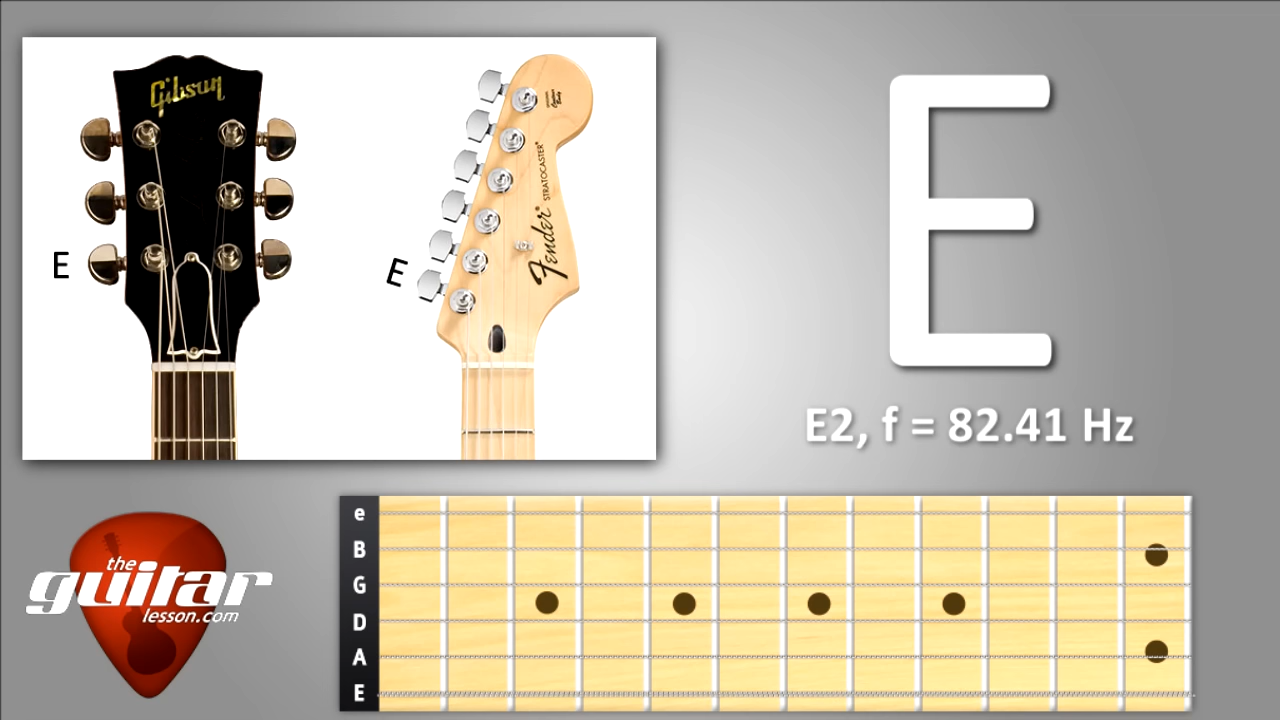 Gibson
E
STRATOCASTER
Fender
E
E
E2, f = 82.41 Hz
the
guitar
lesson.com
e
B
G
D
A
E